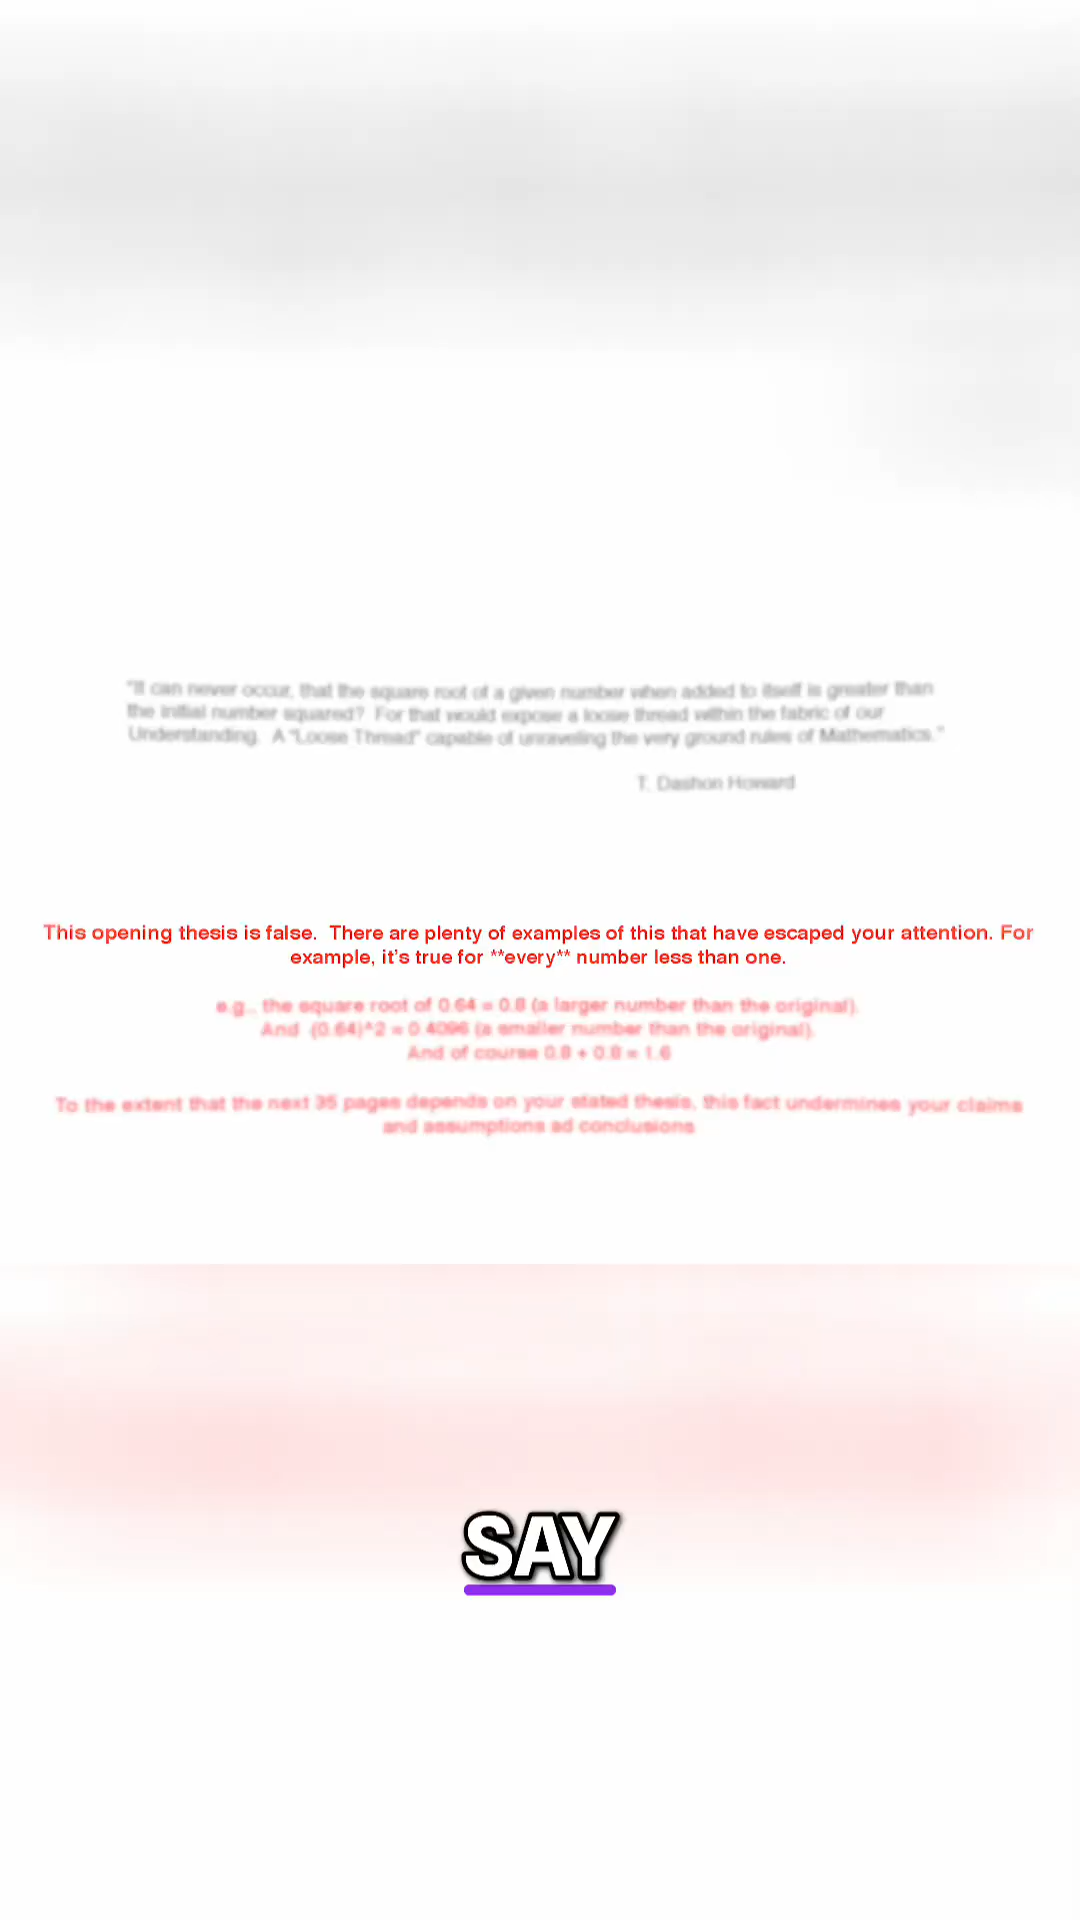 "It can never occur, that the square root of a given number when added to itself is greater than
the initial number squared? For that would expose a loose thread within the fabric of our
Understanding. A "Loose Thread" capable of unraveling the very ground rules of Mathematics."
T. Dashon Howard
This opening thesis is false. There are plenty of examples of this that have escaped your attention. For
example, it's true for **every** number less than one.
e.g., the square root of 0.64 = 0.8 (a larger number than the original).
And (0.64)^2 = 0.4096 (a smaller number than the original).
And of course 0.8 + 0.8 = 1.6
To the extent that the next 35 pages depends on your stated thesis, this fact undermines your claims
and assumptions ad conclusions
SAY